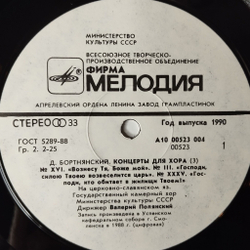 МИНИСТЕРСТВО
КУЛЬТУРЫ СССР
ВСЕСОЮЗНОЕ ТВОРЧЕСКО-
ПРОИЗВОДСТВЕННОЕ ОБЪЕДИНЕНИЕ
ФИРМА
МЕЛОДИЯ
АПРЕЛЕВСКИЙ ОРДЕНА ЛЕНИНА ЗАВОД ГРАМПЛАСТИНОК
СТЕРЕО 33
Год выпуска 1990
ГОСТ 5289-88
Гр. 2. 2-25
А10 00523 004
00523
1
Д. БОРТНЯНСКИЙ. КОНЦЕРТЫ ДЛЯ ХОРА (3)
№ XVI. «Вознесу Тя, Боже мой». № III. «Господи,
силою Твоею возвеселится царь». № XXXV. «Гос-
поди, кто обитает в жилищи Твоем!»
На церковно-славянском яз.
Государственный камерный хор
Министерства культуры СССР
Дирижер Валерий Полянский
Запись произведена в Успенском
кафедральном соборе г. Смо-
ленска в 1988 г. (цифровая)